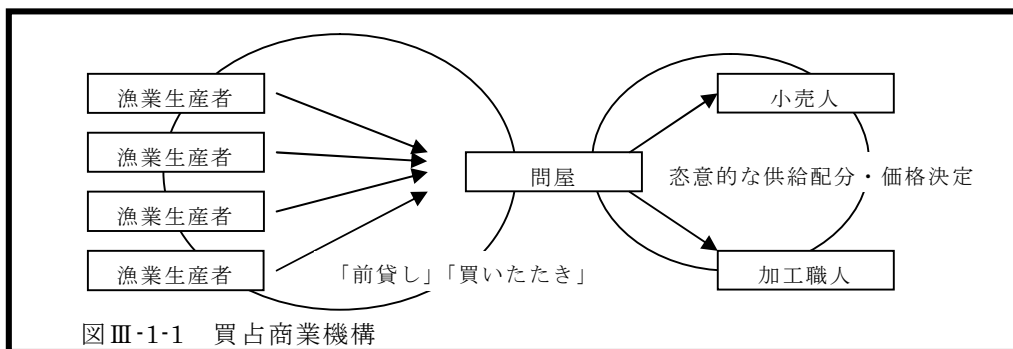 漁業生産者
漁業生産者
漁業生産者
漁業生産者
問屋
小売人
恣意的な供給配分・価格決定
加工職人
「前貸し」「買いたたき」
図Ⅲ-1-1 買占商業機構